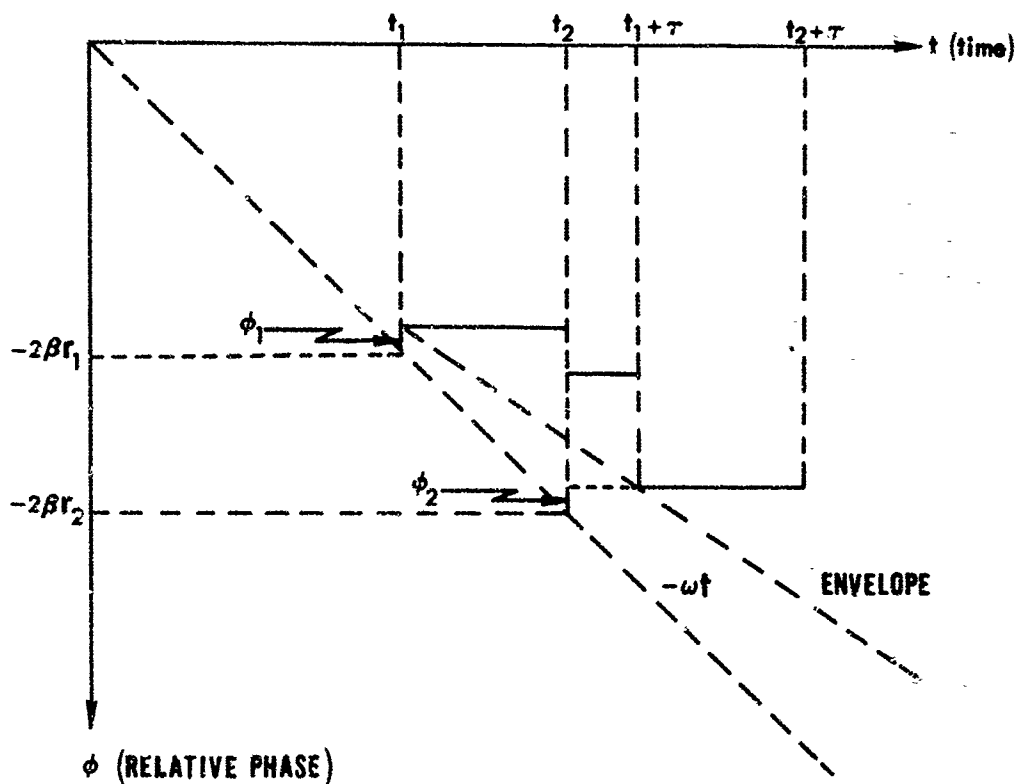 t₁
t₂
t₁+τ
t₂+τ
t (time)
ϕ₁
-2βr₁
ϕ₂
-2βr₂
-ωt
ENVELOPE
ϕ (RELATIVE PHASE)